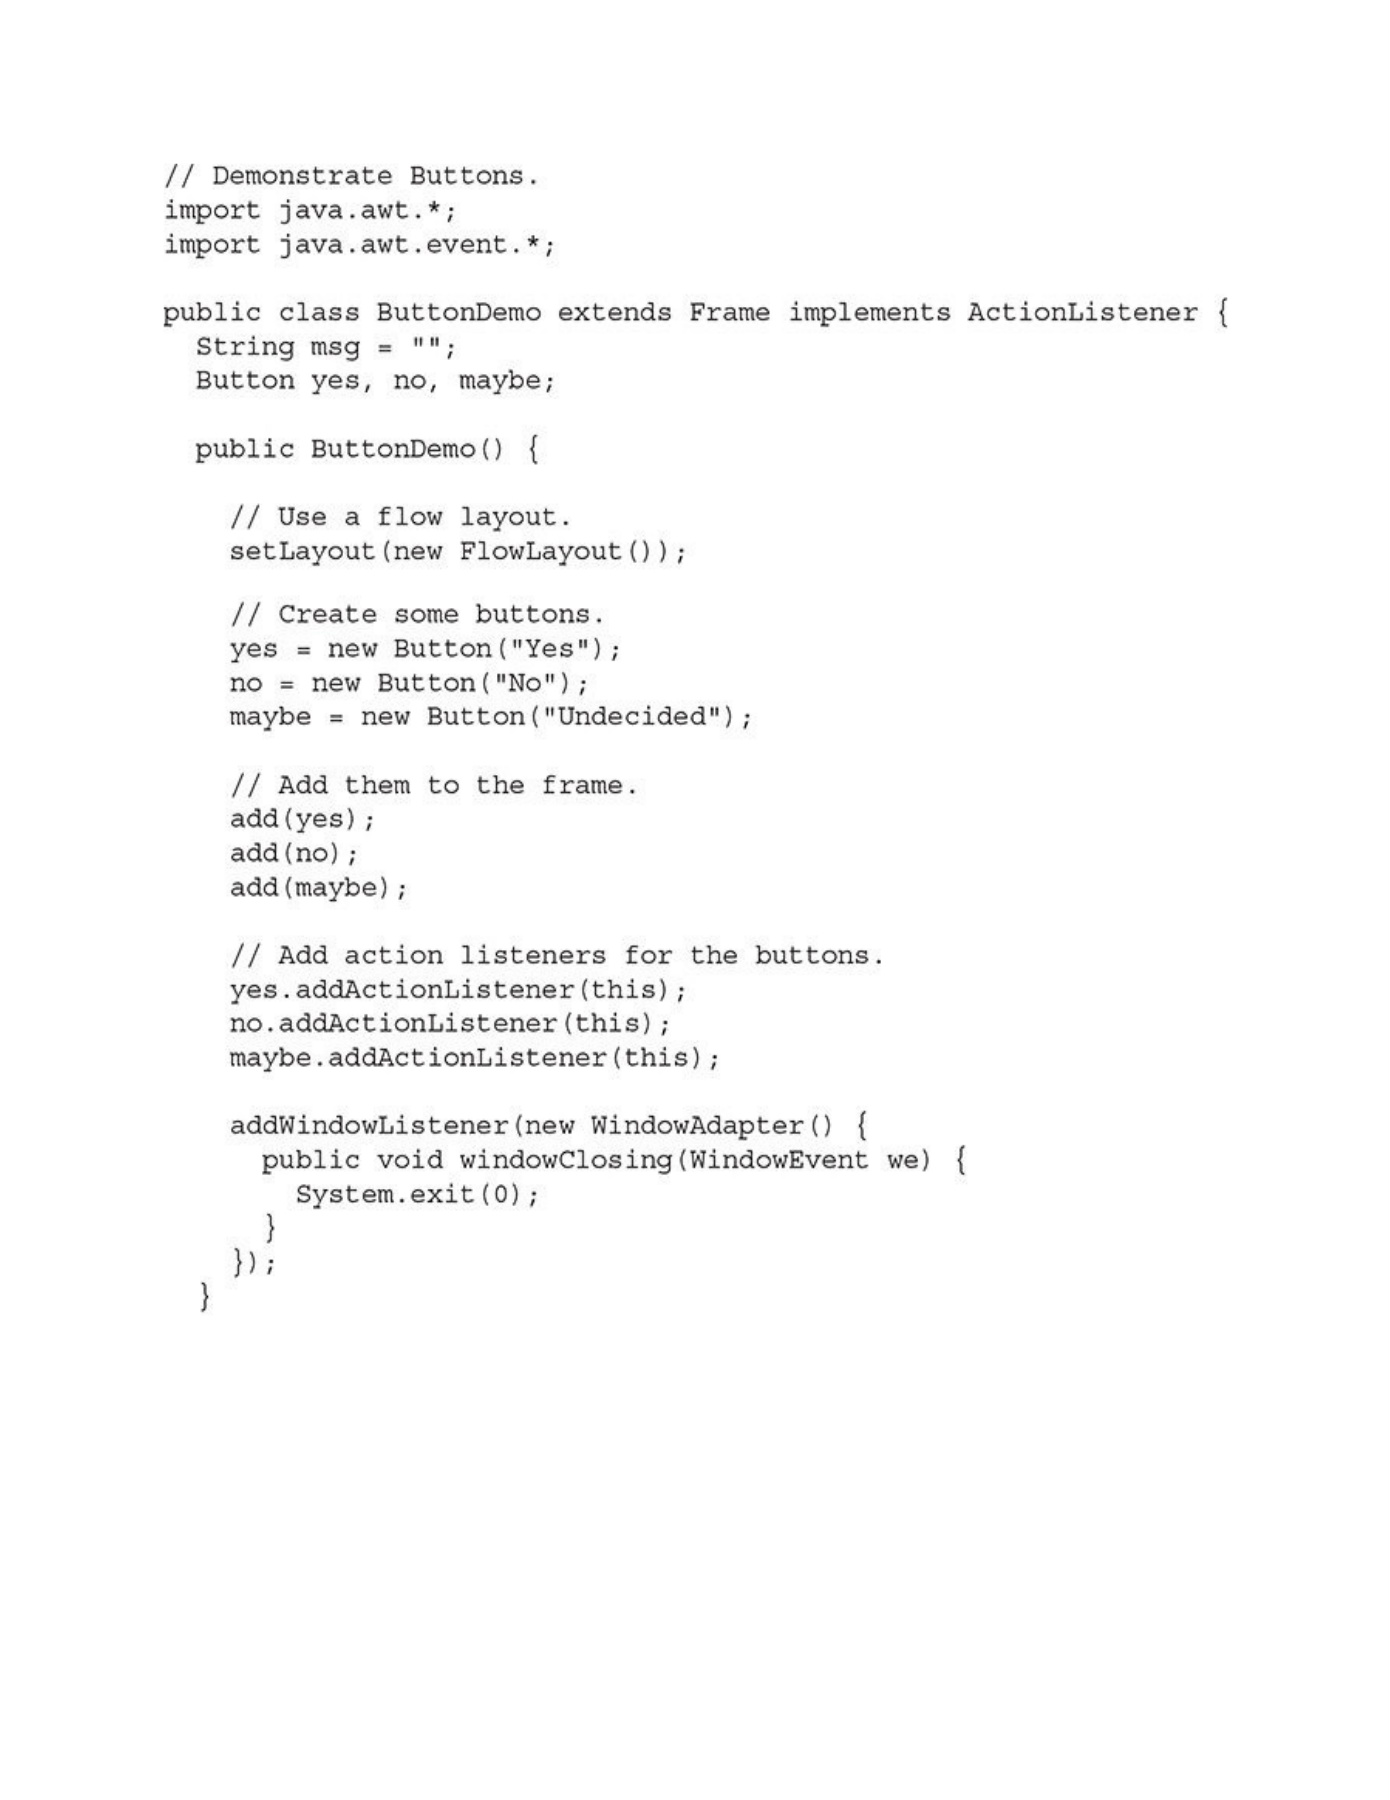 // Demonstrate Buttons.
import java.awt.*;
import java.awt.event.*;

public class ButtonDemo extends Frame implements ActionListener {
  String msg = "";
  Button yes, no, maybe;

  public ButtonDemo() {

    // Use a flow layout.
    setLayout(new FlowLayout());

    // Create some buttons.
    yes = new Button("Yes");
    no = new Button("No");
    maybe = new Button("Undecided");

    // Add them to the frame.
    add(yes);
    add(no);
    add(maybe);

    // Add action listeners for the buttons.
    yes.addActionListener(this);
    no.addActionListener(this);
    maybe.addActionListener(this);

    addWindowListener(new WindowAdapter() {
      public void windowClosing(WindowEvent we) {
        System.exit(0);
      }
    });
  }